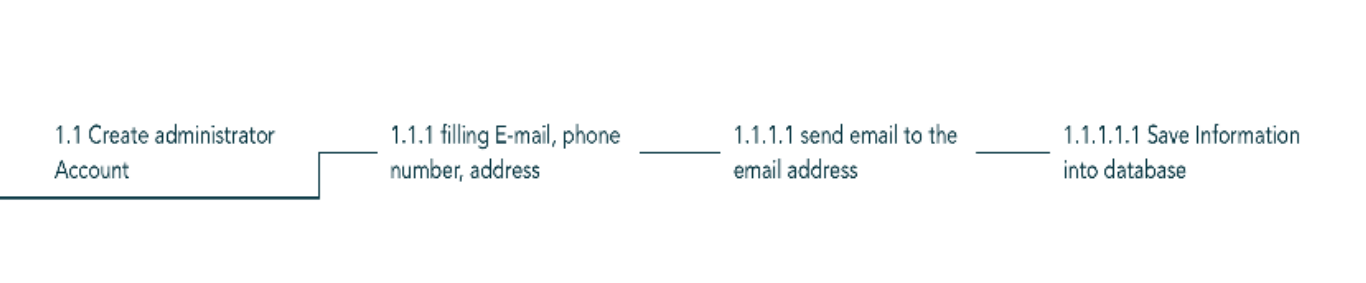 1.1 Create administrator
Account
1.1.1 filling E-mail, phone
number, address
1.1.1.1 send email to the
email address
1.1.1.1.1 Save Information
into database